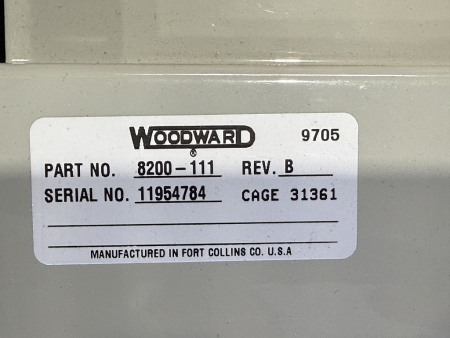 WOODWARD® 9705
PART NO. 8200-111 REV. B
SERIAL NO. 11954784 CAGE 31361
MANUFACTURED IN FORT COLLINS CO. U.S.A